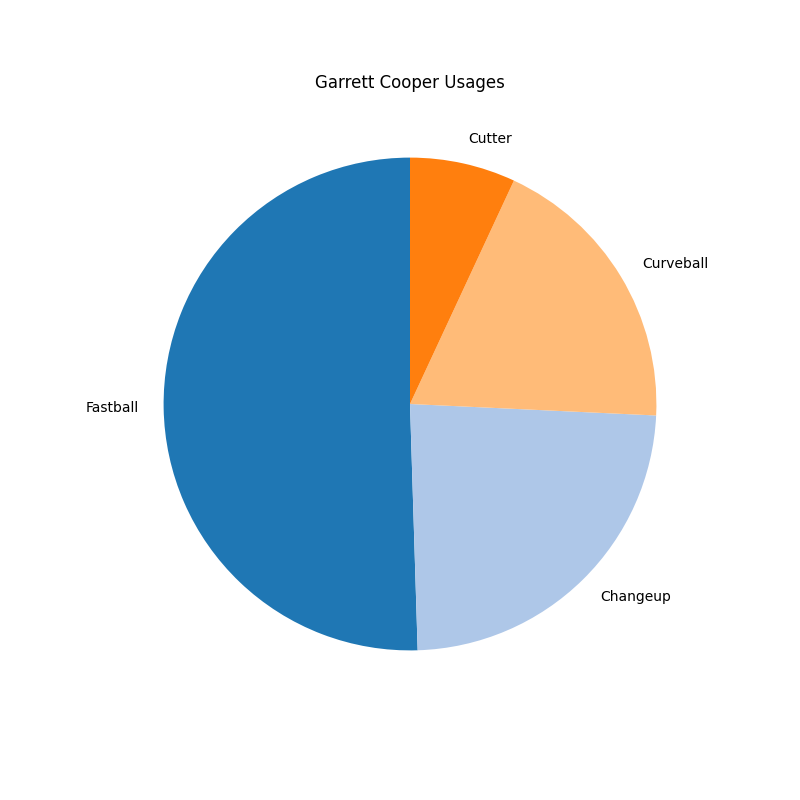 Garrett Cooper Usages
Cutter
Curveball
Fastball
Changeup